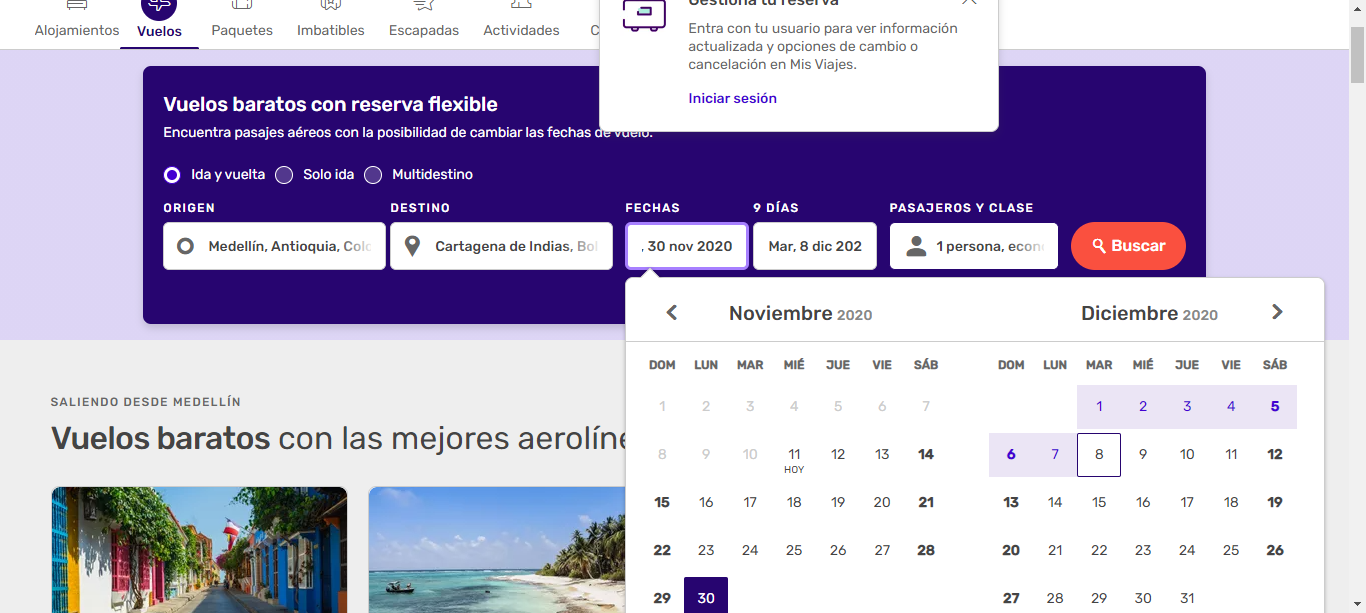 Alojamientos Vuelos Paquetes Imbatibles Escapadas Actividades C
Gestiona tu reserva
Entra con tu usuario para ver información
actualizada y opciones de cambio o
cancelación en Mis Viajes.
Iniciar sesión
Vuelos baratos con reserva flexible
Encuentra pasajes aéreos con la posibilidad de cambiar las fechas de vuelo.
Ida y vuelta Solo ida Multidestino
ORIGEN DESTINO FECHAS 9 DÍAS PASAJEROS Y CLASE
Medellín, Antioquia, Colo Cartagena de Indias, Bol , 30 nov 2020 Mar, 8 dic 202 1 persona, econ Buscar
Noviembre 2020 Diciembre 2020
DOM LUN MAR MIÉ JUE VIE SÁB DOM LUN MAR MIÉ JUE VIE SÁB
1 2 3 4 5 6 7 1 2 3 4 5
8 9 10 11 12 13 14 6 7 8 9 10 11 12
HOY
15 16 17 18 19 20 21 13 14 15 16 17 18 19
22 23 24 25 26 27 28 20 21 22 23 24 25 26
29 30 27 28 29 30 31
SALIENDO DESDE MEDELLÍN
Vuelos baratos con las mejores aerolíne